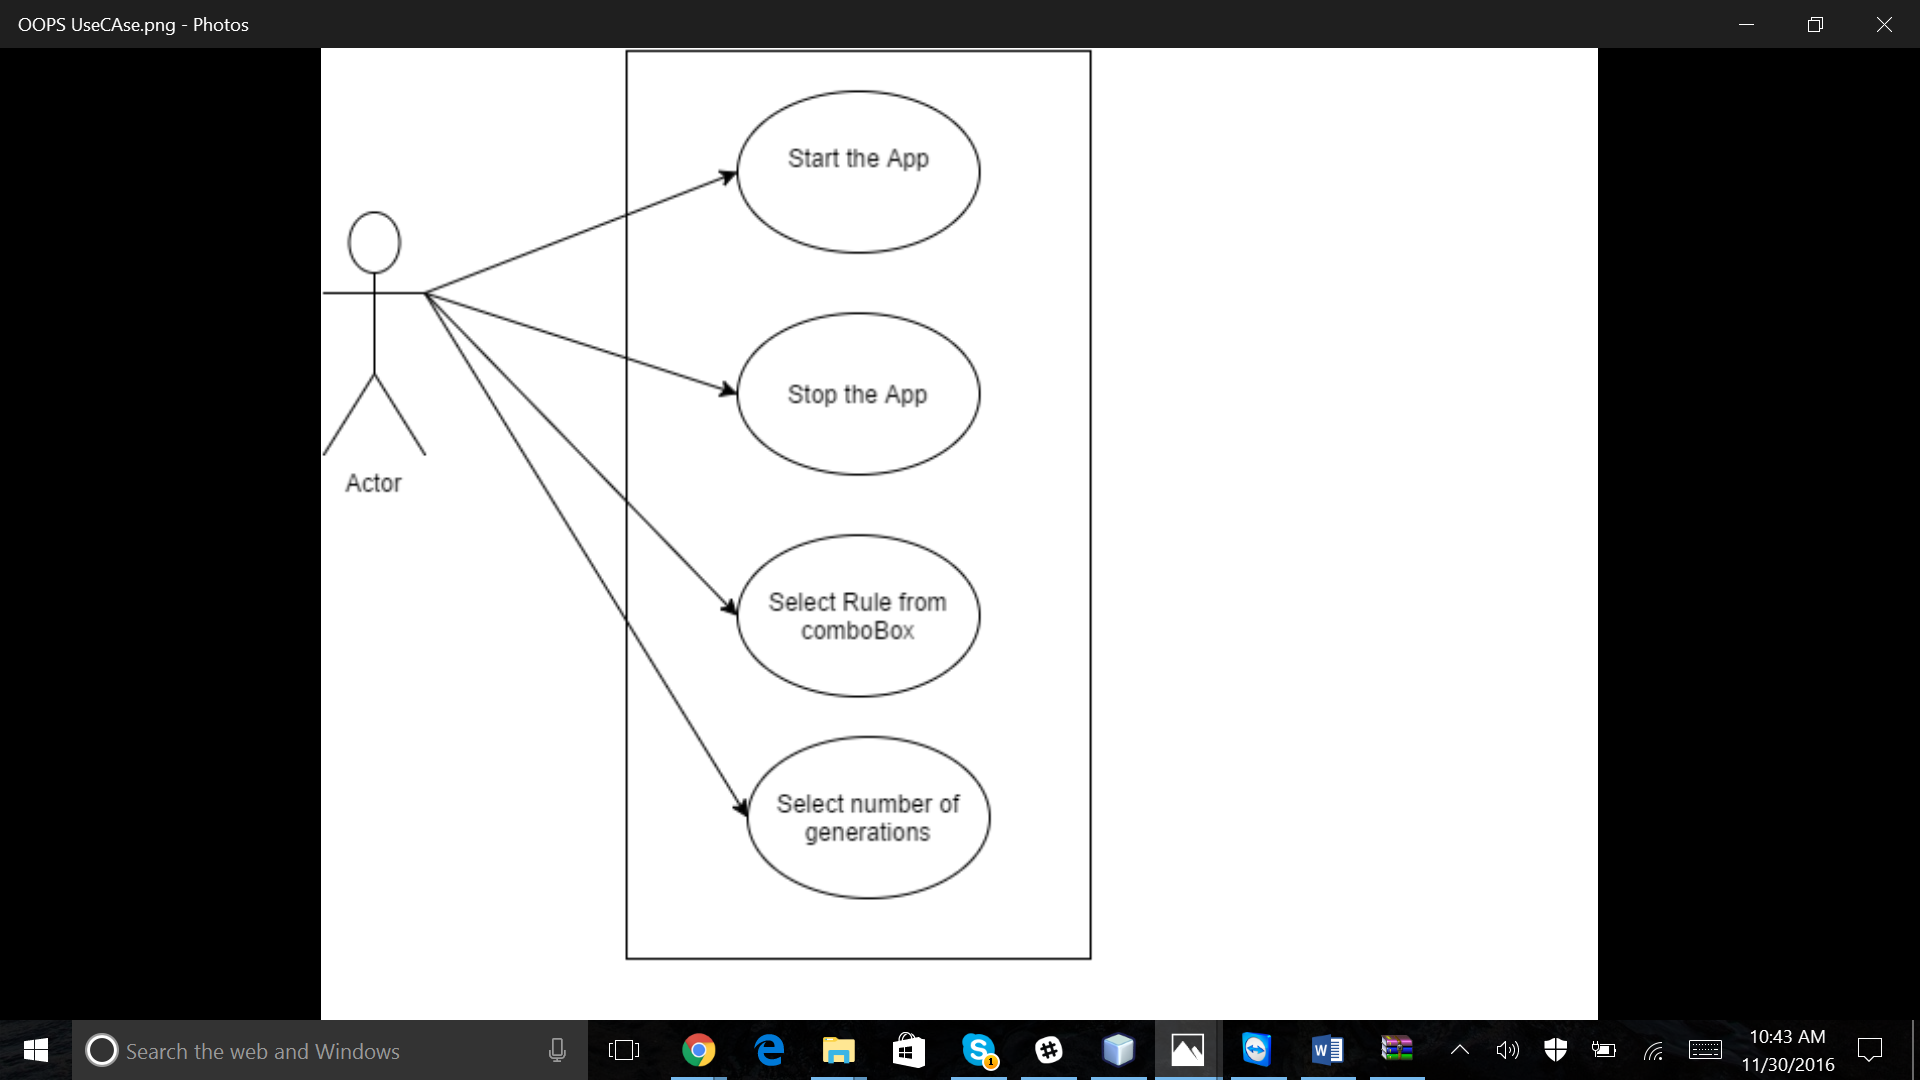 OOPS UseCAse.png - Photos
Start the App
Stop the App
Actor
Select Rule from
comboBox
Select number of
generations
Search the web and Windows
S
1
W
10:43 AM
11/30/2016